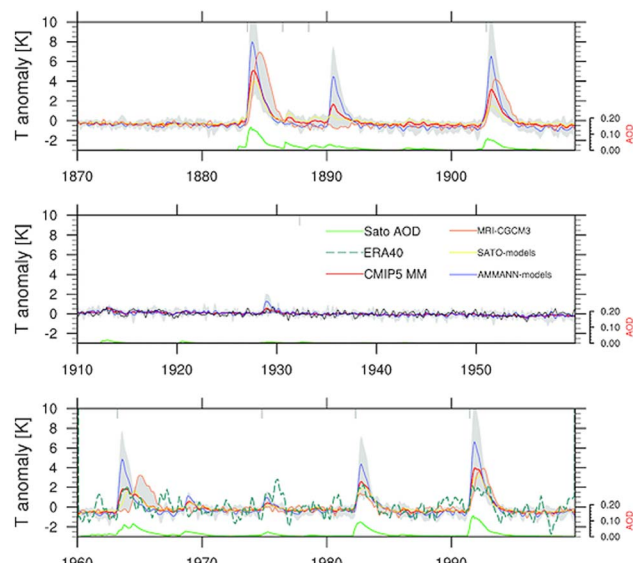 T anomaly [K]
10
8
6
4
2
0
-2
0.20
0.10
0.00
AOD
1870 1880 1890 1900
T anomaly [K]
10
8
6
4
2
0
-2
Sato AOD
ERA40
CMIP5 MM
MRI-CGCM3
SATO-models
AMMANN-models
0.20
0.10
0.00
AOD
1910 1920 1930 1940 1950
T anomaly [K]
10
8
6
4
2
0
-2
0.20
0.10
0.00
AOD
1960 1970 1980 1990